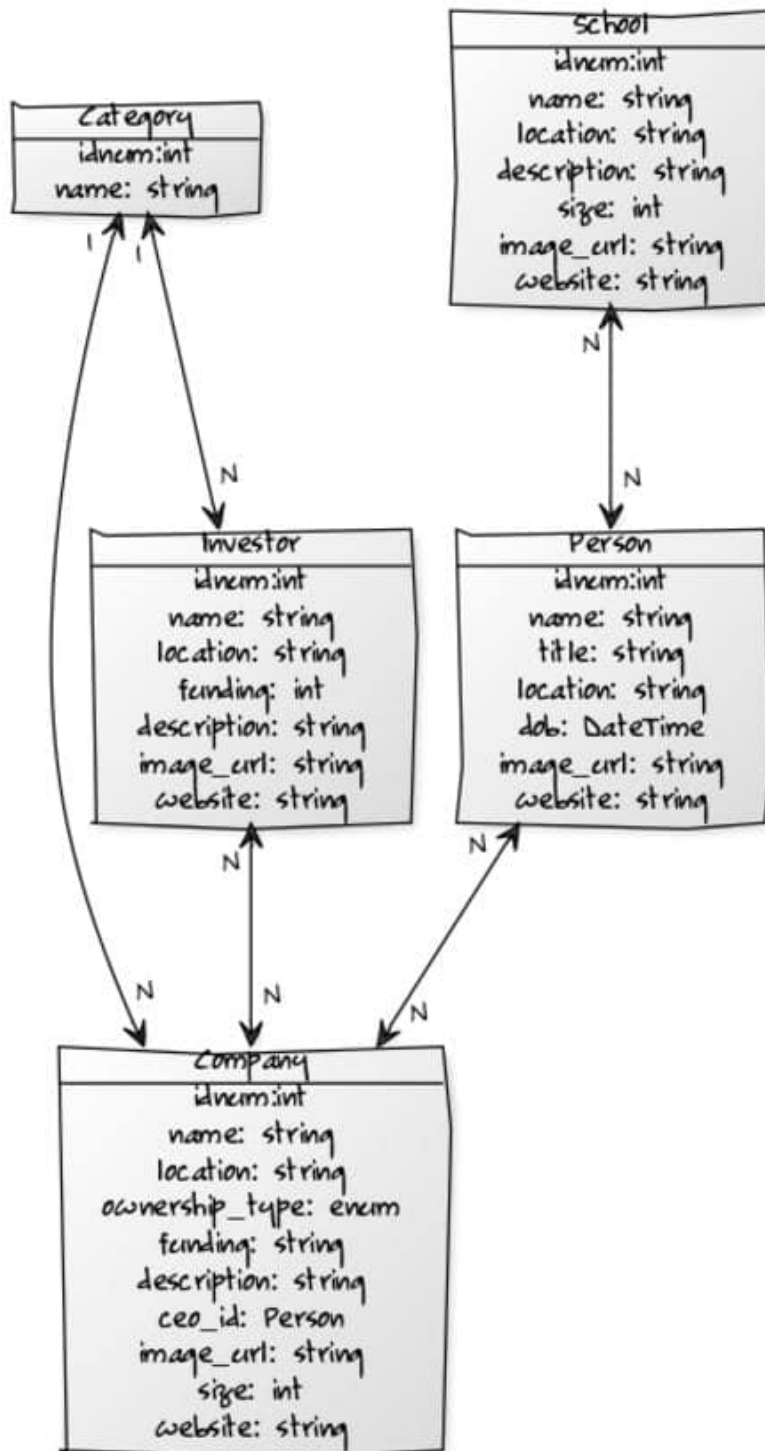 School
idnum:int
name: string
location: string
description: string
size: int
image_url: string
website: string
Category
idnum:int
name: string
1
1
N
N
N
N
Investor
idnum:int
name: string
location: string
funding: int
description: string
image_url: string
website: string
Person
idnum:int
name: string
title: string
location: string
dob: DateTime
image_url: string
website: string
N
N
N
N
N
Company
idnum:int
name: string
location: string
ownership_type: enum
funding: string
description: string
ceo_id: Person
image_url: string
size: int
website: string